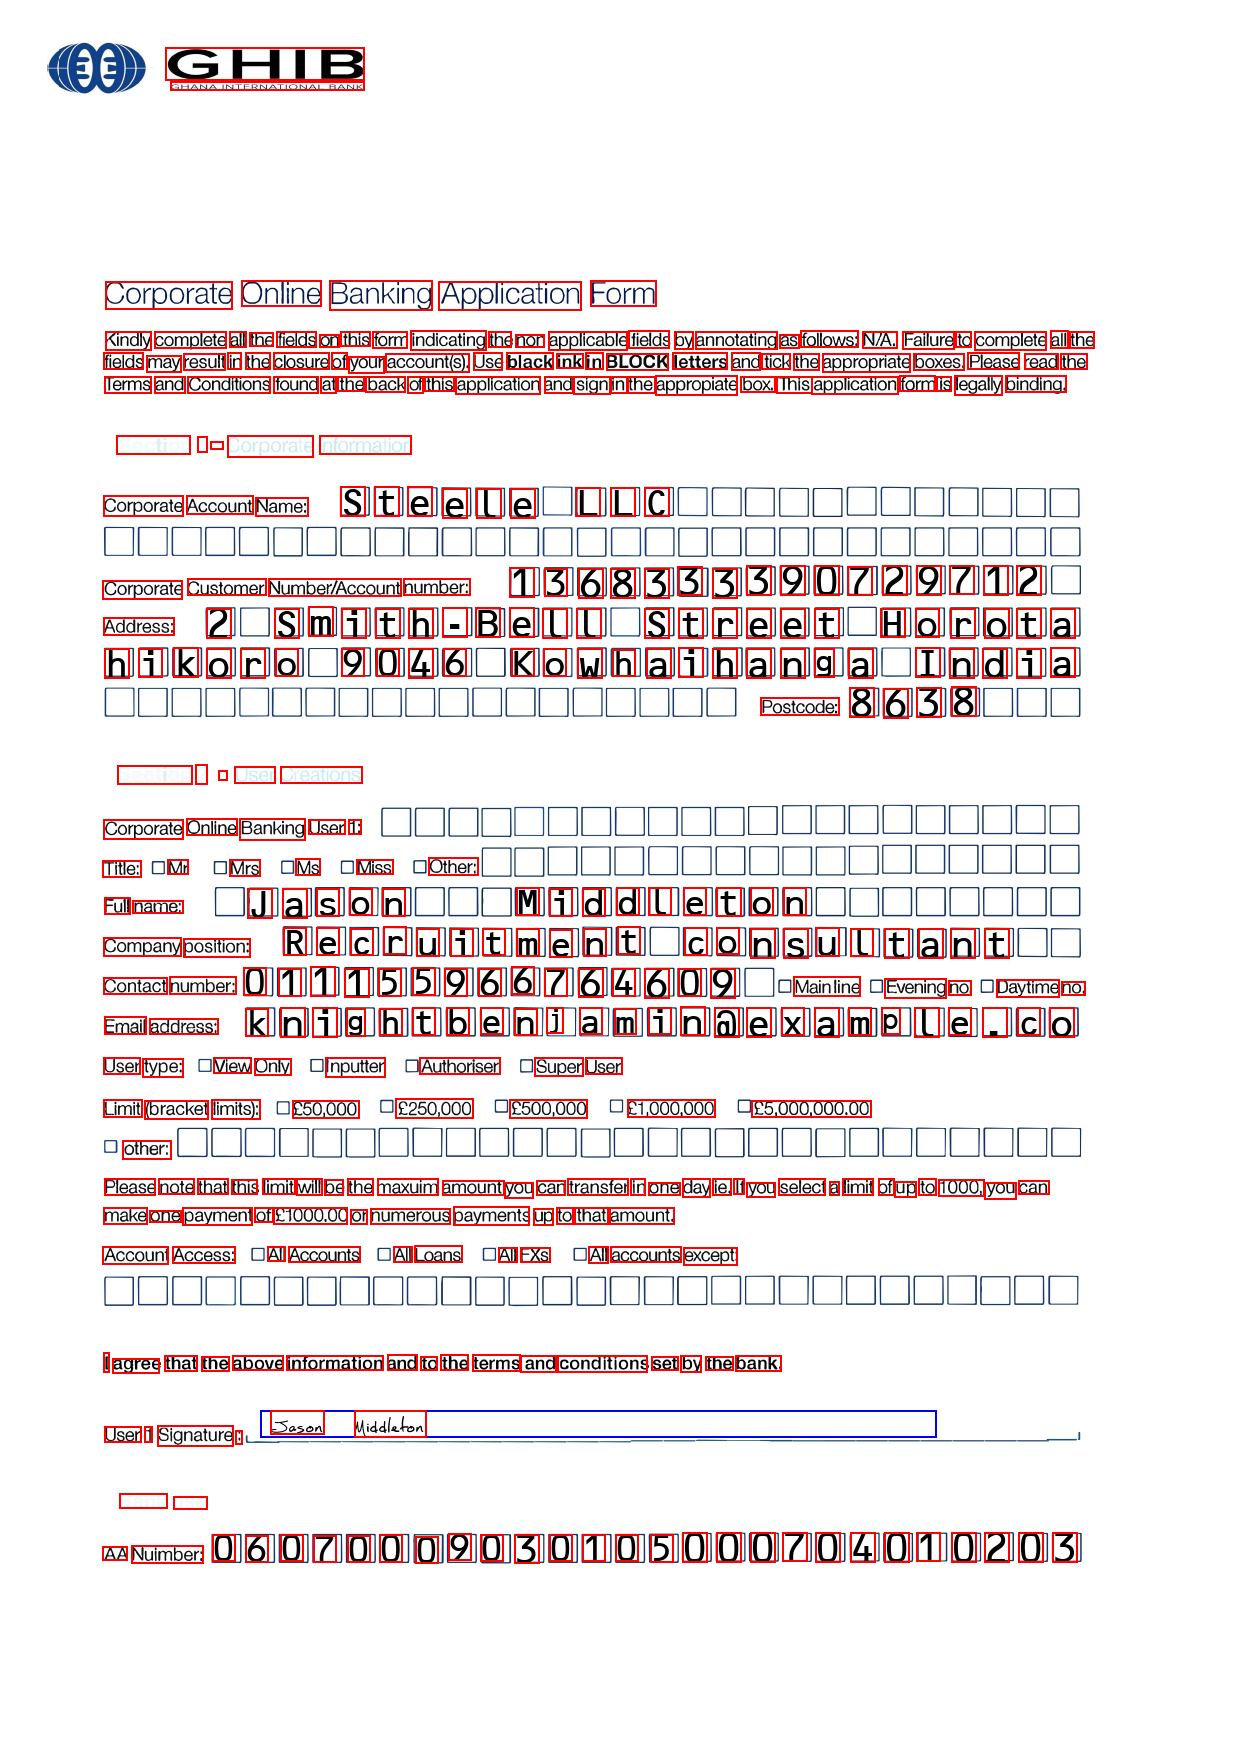 GHIB
GHANA INTERNATIONAL BANK
Corporate Online Banking Application Form
Kindly complete all the fields on this form indicating the non applicable fields by annotating as follows: N/A. Failure to complete all the
fields may result in the closure of your account(s). Use black ink in BLOCK letters and tick the appropriate boxes. Please read the
Terms and Conditions found at the back of this application and sign in the appropiate box. This application form is legally binding.
Section - Corporate Information
Corporate Account Name: Steele LLC
Corporate Customer Number/Account number: 136833390729712
Address: 2 Smith-Bell Street Horota
hikoro 9046 Kowhaihanga India
Postcode: 8638
Section - User Creations
Corporate Online Banking User 1:
Title: Mr Mrs Ms Miss Other:
Full name: Jason Middleton
Company position: Recruitment consultant
Contact number: 011155966764609 Main line Evening no Daytime no.
Email address: knightbenjamin@example.co
User type: View Only Inputter Authoriser Super User
Limit (bracket limits): £50,000 £250,000 £500,000 £1,000,000 £5,000,000.00
other:
Please note that this limit will be the maxuim amount you can transfer in one day ie. If you select a limit of up to 1000, you can
make one payment of £1000.00 or numerous payments up to that amount.
Account Access: All Accounts All Loans All FXs All accounts except
I agree that the above information and to the terms and conditions set by the bank.
User 1 Signature: Jason Middleton
AA Nuimber: 06070009030105000704010203